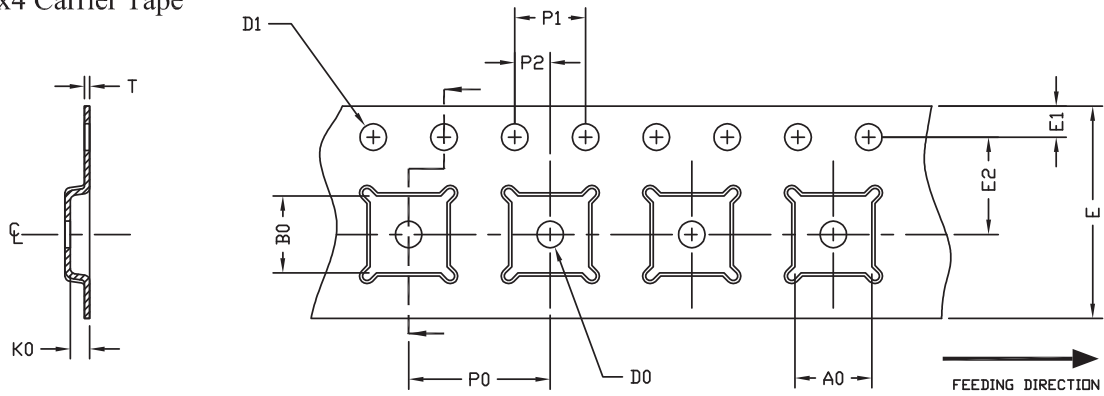 x4 Carrier Tape
D1
P1
P2
T
E1
E2
E
B0
℄
K0
P0
D0
A0
FEEDING DIRECTION